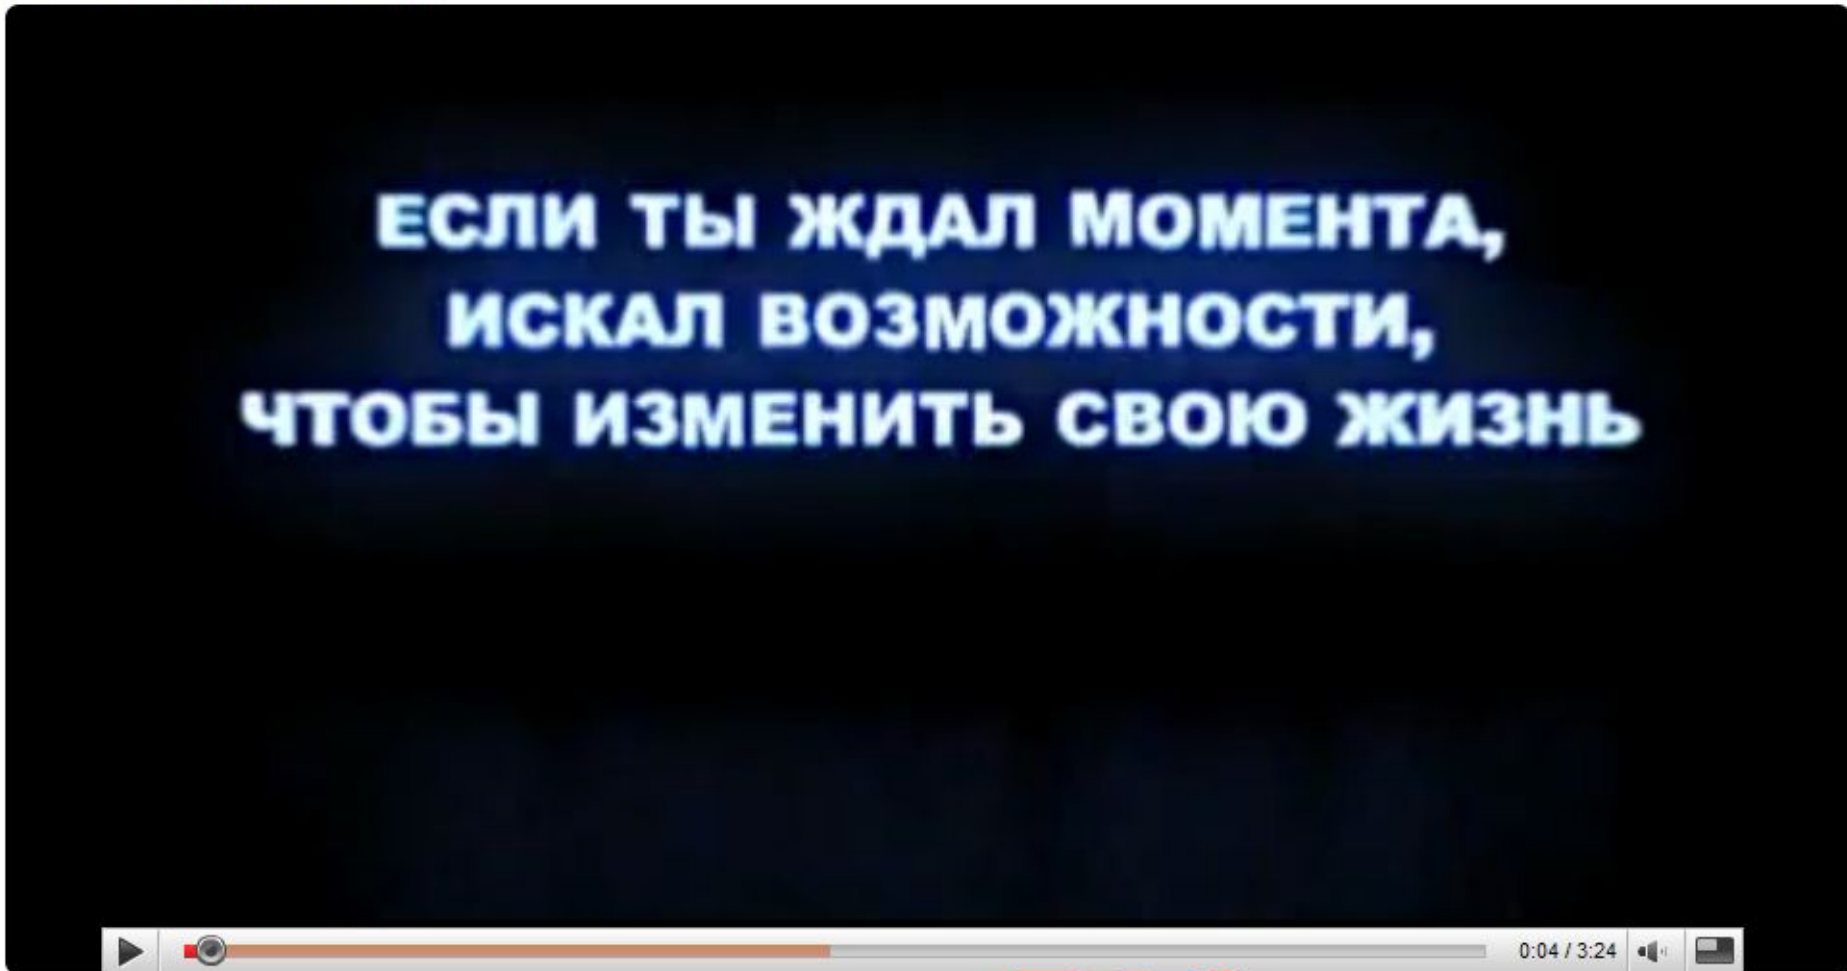 ЕСЛИ ТЫ ЖДАЛ МОМЕНТА,
ИСКАЛ ВОЗМОЖНОСТИ,
ЧТОБЫ ИЗМЕНИТЬ СВОЮ ЖИЗНЬ
0:04 / 3:24